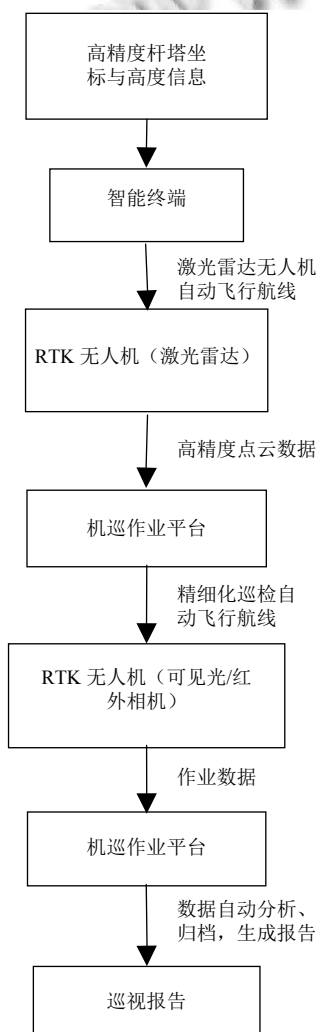 高精度杆塔坐
标与高度信息
智能终端
激光雷达无人机
自动飞行航线
RTK 无人机（激光雷达）
高精度点云数据
机巡作业平台
精细化巡检自
动飞行航线
RTK 无人机（可见光/红
外相机）
作业数据
机巡作业平台
数据自动分析、
归档，生成报告
巡视报告